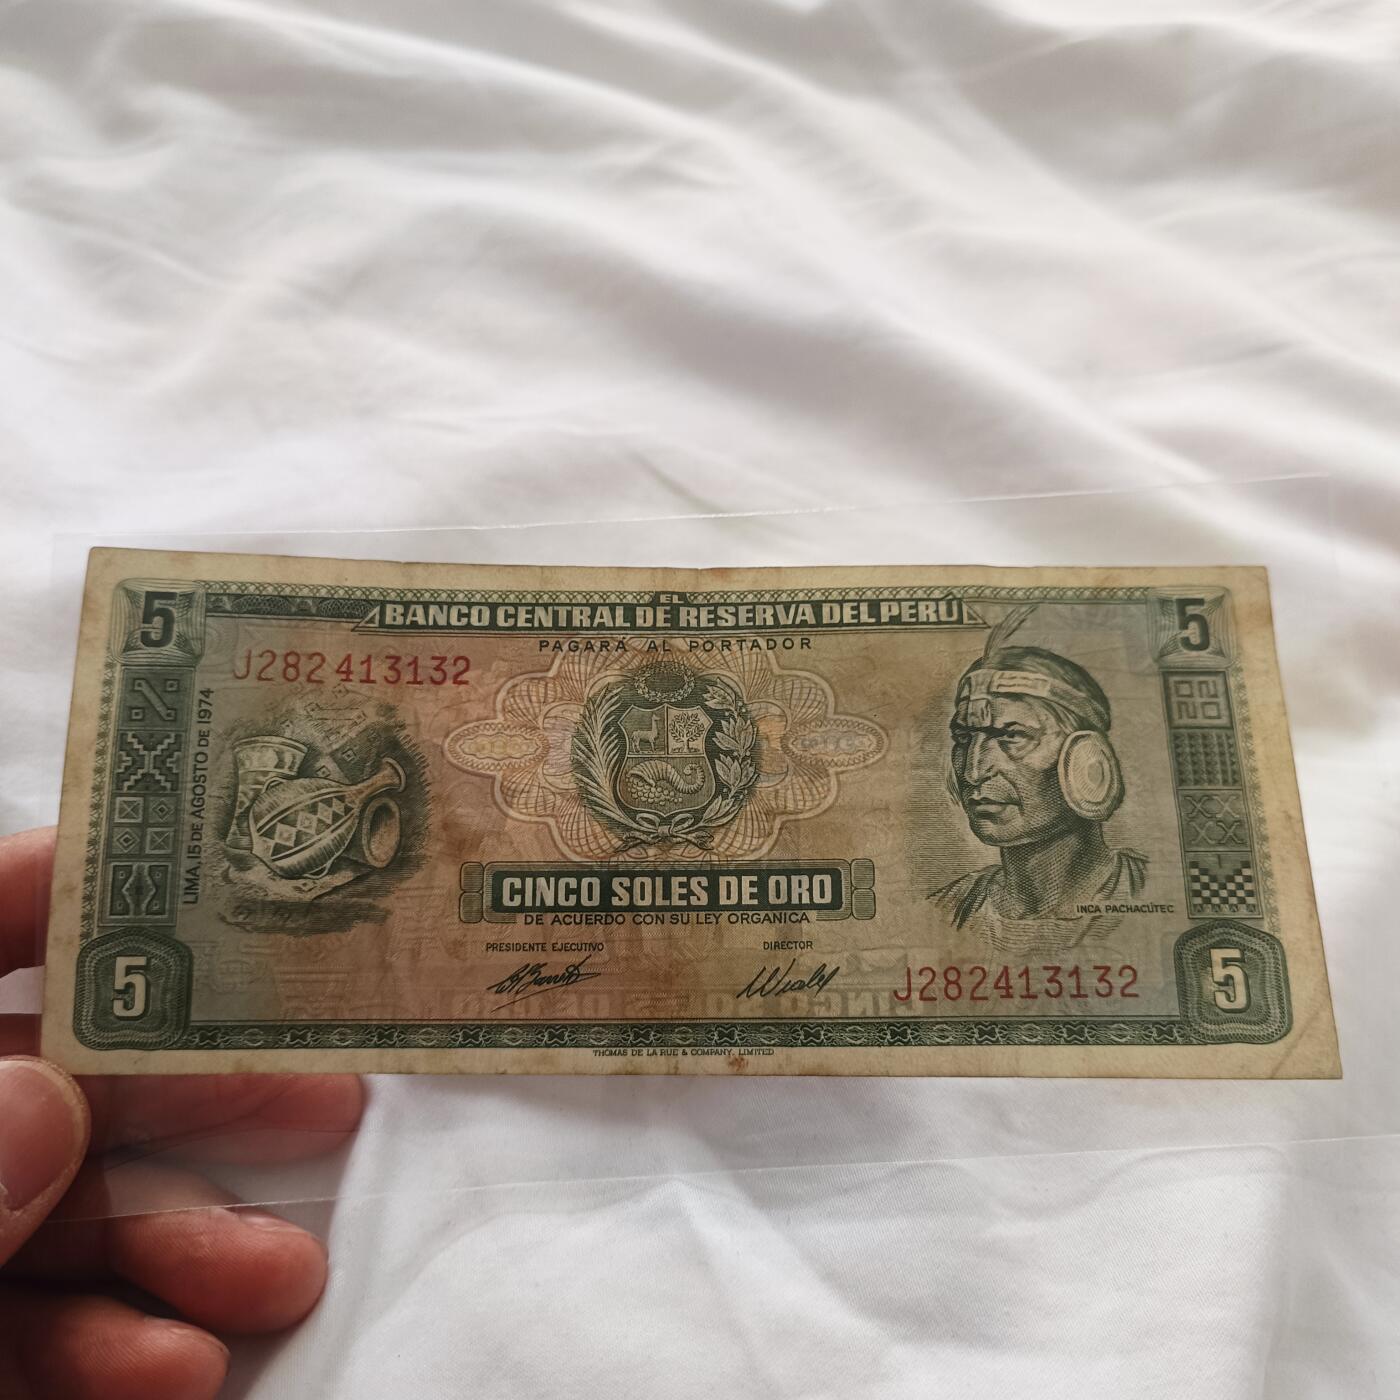 5
EL
BANCO CENTRAL DE RESERVA DEL PERÚ
5
PAGARÁ AL PORTADOR
J282413132
LIMA, 15 DE AGOSTO DE 1974
CINCO SOLES DE ORO
DE ACUERDO CON SU LEY ORGANICA
INCA PACHACÚTEC
PRESIDENTE EJECUTIVO
DIRECTOR
5
J282413132
5
THOMAS DE LA RUE & COMPANY, LIMITED